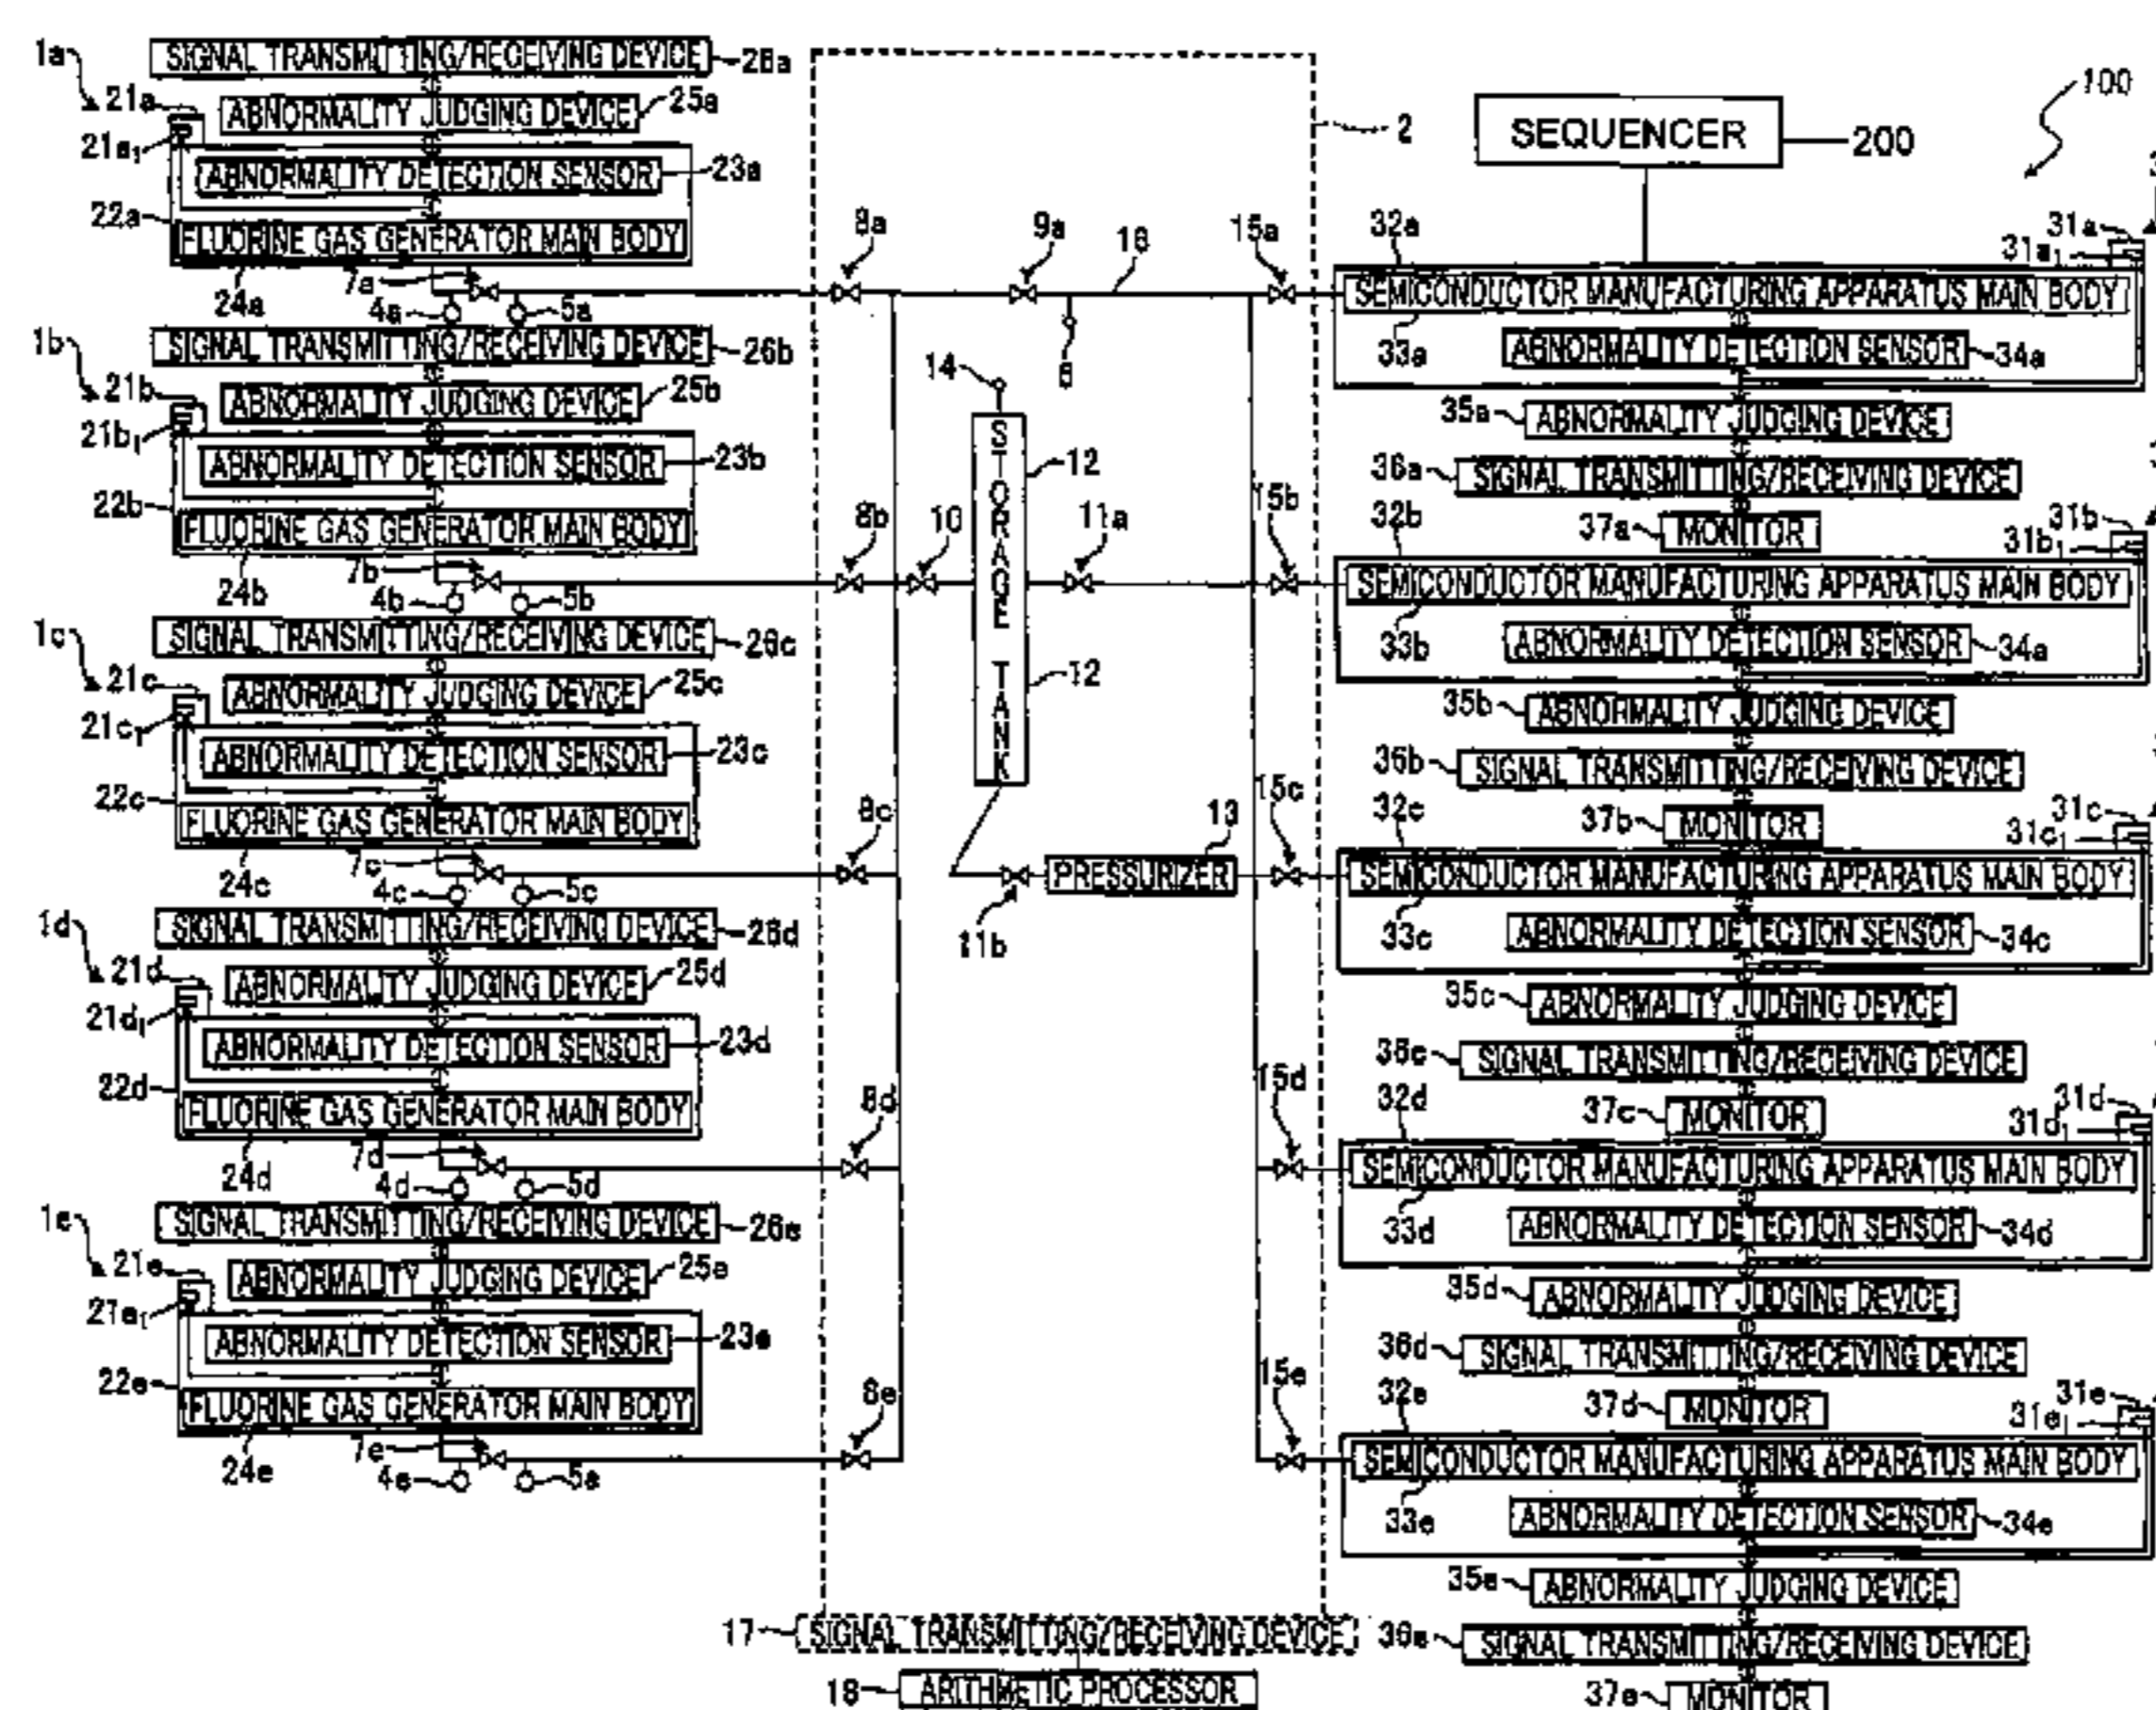 1a
SIGNAL TRANSMITTING/RECEIVING DEVICE 26a
21a ABNORMALITY JUDGING DEVICE 25a
21a1
ABNORMALITY DETECTION SENSOR 23a
22a
FLUORINE GAS GENERATOR MAIN BODY
24a
7a
4a 5a
1b
SIGNAL TRANSMITTING/RECEIVING DEVICE 26b
21b ABNORMALITY JUDGING DEVICE 25b
21b1
ABNORMALITY DETECTION SENSOR 23b
22b
FLUORINE GAS GENERATOR MAIN BODY
24b
7b
4b 5b
1c
SIGNAL TRANSMITTING/RECEIVING DEVICE 26c
21c ABNORMALITY JUDGING DEVICE 25c
21c1
ABNORMALITY DETECTION SENSOR 23c
22c
FLUORINE GAS GENERATOR MAIN BODY
24c
7c
4c 5c
1d
SIGNAL TRANSMITTING/RECEIVING DEVICE 26d
21d ABNORMALITY JUDGING DEVICE 25d
21d1
ABNORMALITY DETECTION SENSOR 23d
22d
FLUORINE GAS GENERATOR MAIN BODY
24d
7d
4d 5d
1e
SIGNAL TRANSMITTING/RECEIVING DEVICE 26e
21e ABNORMALITY JUDGING DEVICE 25e
21e1
ABNORMALITY DETECTION SENSOR 23e
22e
FLUORINE GAS GENERATOR MAIN BODY
24e
7e
4e 5a
2
8a 9a 16 15a
6
14
STORAGE TANK
12
12
8b 10 11a 15b
8c 13 15c
PRESSURIZER
11b
8d 15d
8e 15e
17 SIGNAL TRANSMITTING/RECEIVING DEVICE
18 ARITHMETIC PROCESSOR
100
SEQUENCER 200
32a 31a
31a1
SEMICONDUCTOR MANUFACTURING APPARATUS MAIN BODY
33a ABNORMALITY DETECTION SENSOR 34a
35a ABNORMALITY JUDGING DEVICE
36a SIGNAL TRANSMITTING/RECEIVING DEVICE
37a MONITOR
32b 31b
31b1
SEMICONDUCTOR MANUFACTURING APPARATUS MAIN BODY
33b ABNORMALITY DETECTION SENSOR 34a
35b ABNORMALITY JUDGING DEVICE
36b SIGNAL TRANSMITTING/RECEIVING DEVICE
37b MONITOR
32c 31c
31c1
SEMICONDUCTOR MANUFACTURING APPARATUS MAIN BODY
33c ABNORMALITY DETECTION SENSOR 34c
35c ABNORMALITY JUDGING DEVICE
36c SIGNAL TRANSMITTING/RECEIVING DEVICE
37c MONITOR
32d 31d
31d1
SEMICONDUCTOR MANUFACTURING APPARATUS MAIN BODY
33d ABNORMALITY DETECTION SENSOR 34d
35d ABNORMALITY JUDGING DEVICE
36d SIGNAL TRANSMITTING/RECEIVING DEVICE
37d MONITOR
32e 31e
31e1
SEMICONDUCTOR MANUFACTURING APPARATUS MAIN BODY
33e ABNORMALITY DETECTION SENSOR 34e
35e ABNORMALITY JUDGING DEVICE
36e SIGNAL TRANSMITTING/RECEIVING DEVICE
37e MONITOR